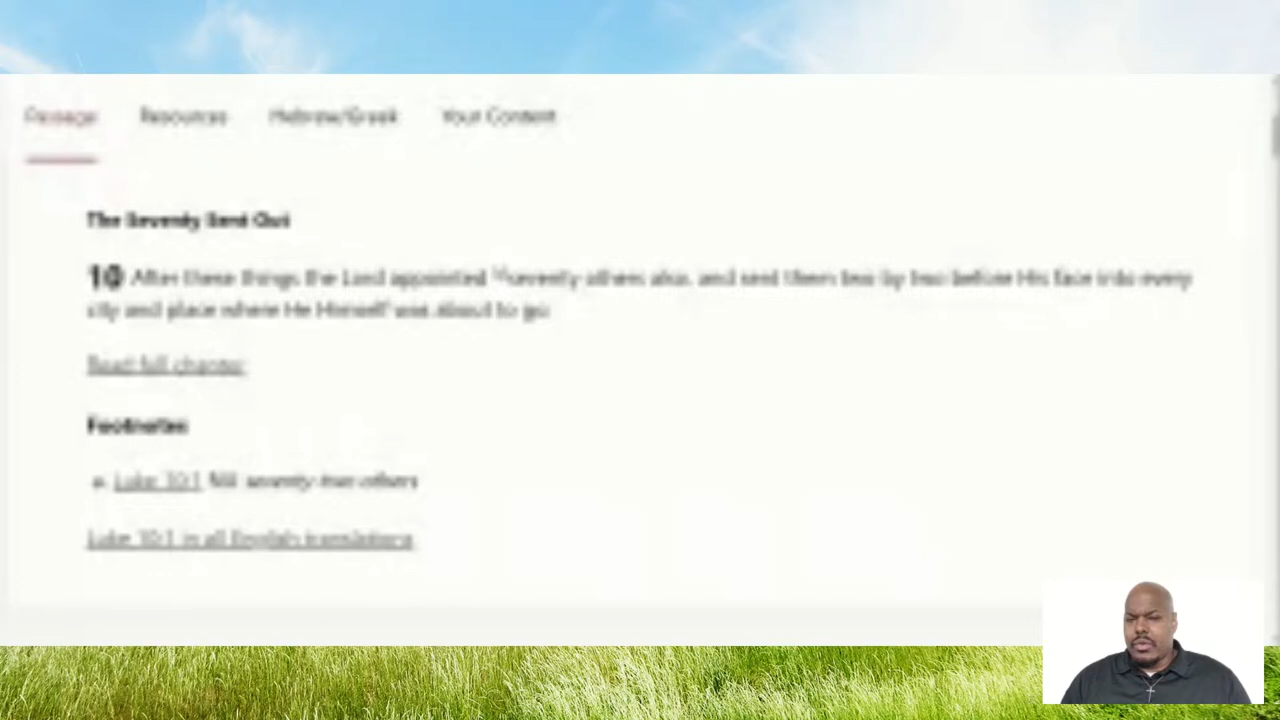 Passage Resources Hebrew/Greek Your Content
The Seventy Sent Out
10 After these things the Lord appointed seventy others also, and sent them two by two before His face into every
city and place where He Himself was about to go.
Read full chapter
Footnotes
a. Luke 10:1 NU seventy-two others
Luke 10:1 in all English translations